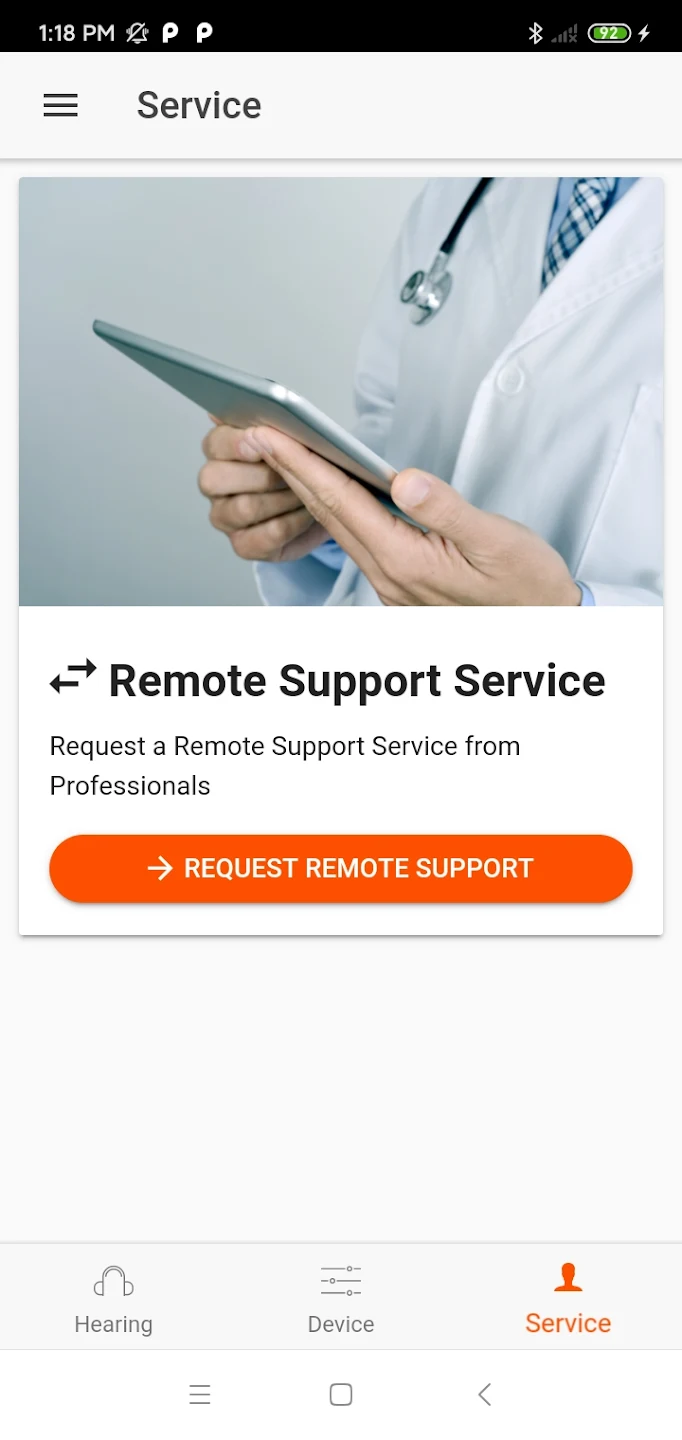 1:18 PM
92
Service
Remote Support Service
Request a Remote Support Service from
Professionals
REQUEST REMOTE SUPPORT
Hearing
Device
Service